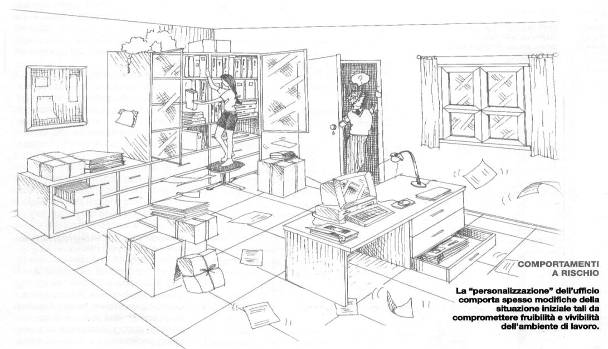 COMPORTAMENTI
A RISCHIO
La "personalizzazione" dell'ufficio
comporta spesso modifiche della
situazione iniziale tali da
compromettere fruibilità e vivibilità
dell'ambiente di lavoro.